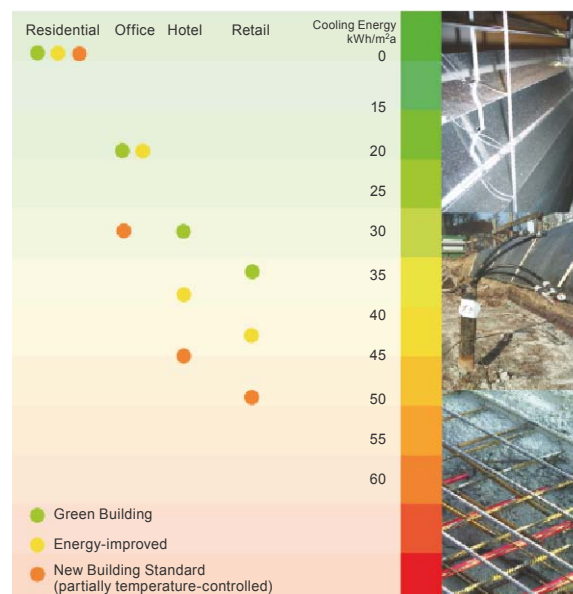 Residential Office Hotel Retail Cooling Energy
kWh/m²a
0
15
20
25
30
35
40
45
50
55
60
Green Building
Energy-improved
New Building Standard
(partially temperature-controlled)